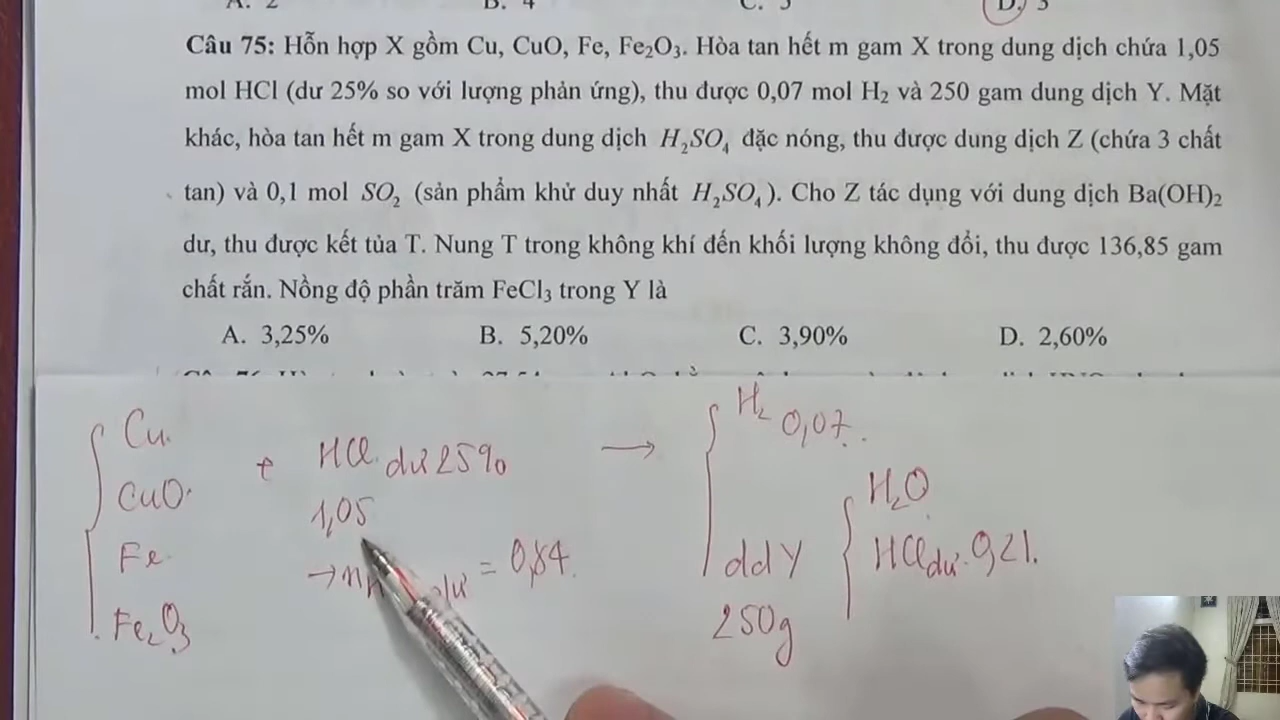 A. 2 B. 4 C. 5 D. 3
Câu 75: Hỗn hợp X gồm Cu, CuO, Fe, Fe₂O₃. Hòa tan hết m gam X trong dung dịch chứa 1,05
mol HCl (dư 25% so với lượng phản ứng), thu được 0,07 mol H₂ và 250 gam dung dịch Y. Mặt
khác, hòa tan hết m gam X trong dung dịch H₂SO₄ đặc nóng, thu được dung dịch Z (chứa 3 chất
tan) và 0,1 mol SO₂ (sản phẩm khử duy nhất H₂SO₄). Cho Z tác dụng với dung dịch Ba(OH)₂
dư, thu được kết tủa T. Nung T trong không khí đến khối lượng không đổi, thu được 136,85 gam
chất rắn. Nồng độ phần trăm FeCl₃ trong Y là
A. 3,25% B. 5,20% C. 3,90% D. 2,60%
Cu
CuO
Fe
Fe₂O₃
+ HCl dư 25%
1,05
= 0,84
→
H₂ 0,07
ddY
250g
H₂O
HCl dư 0,21